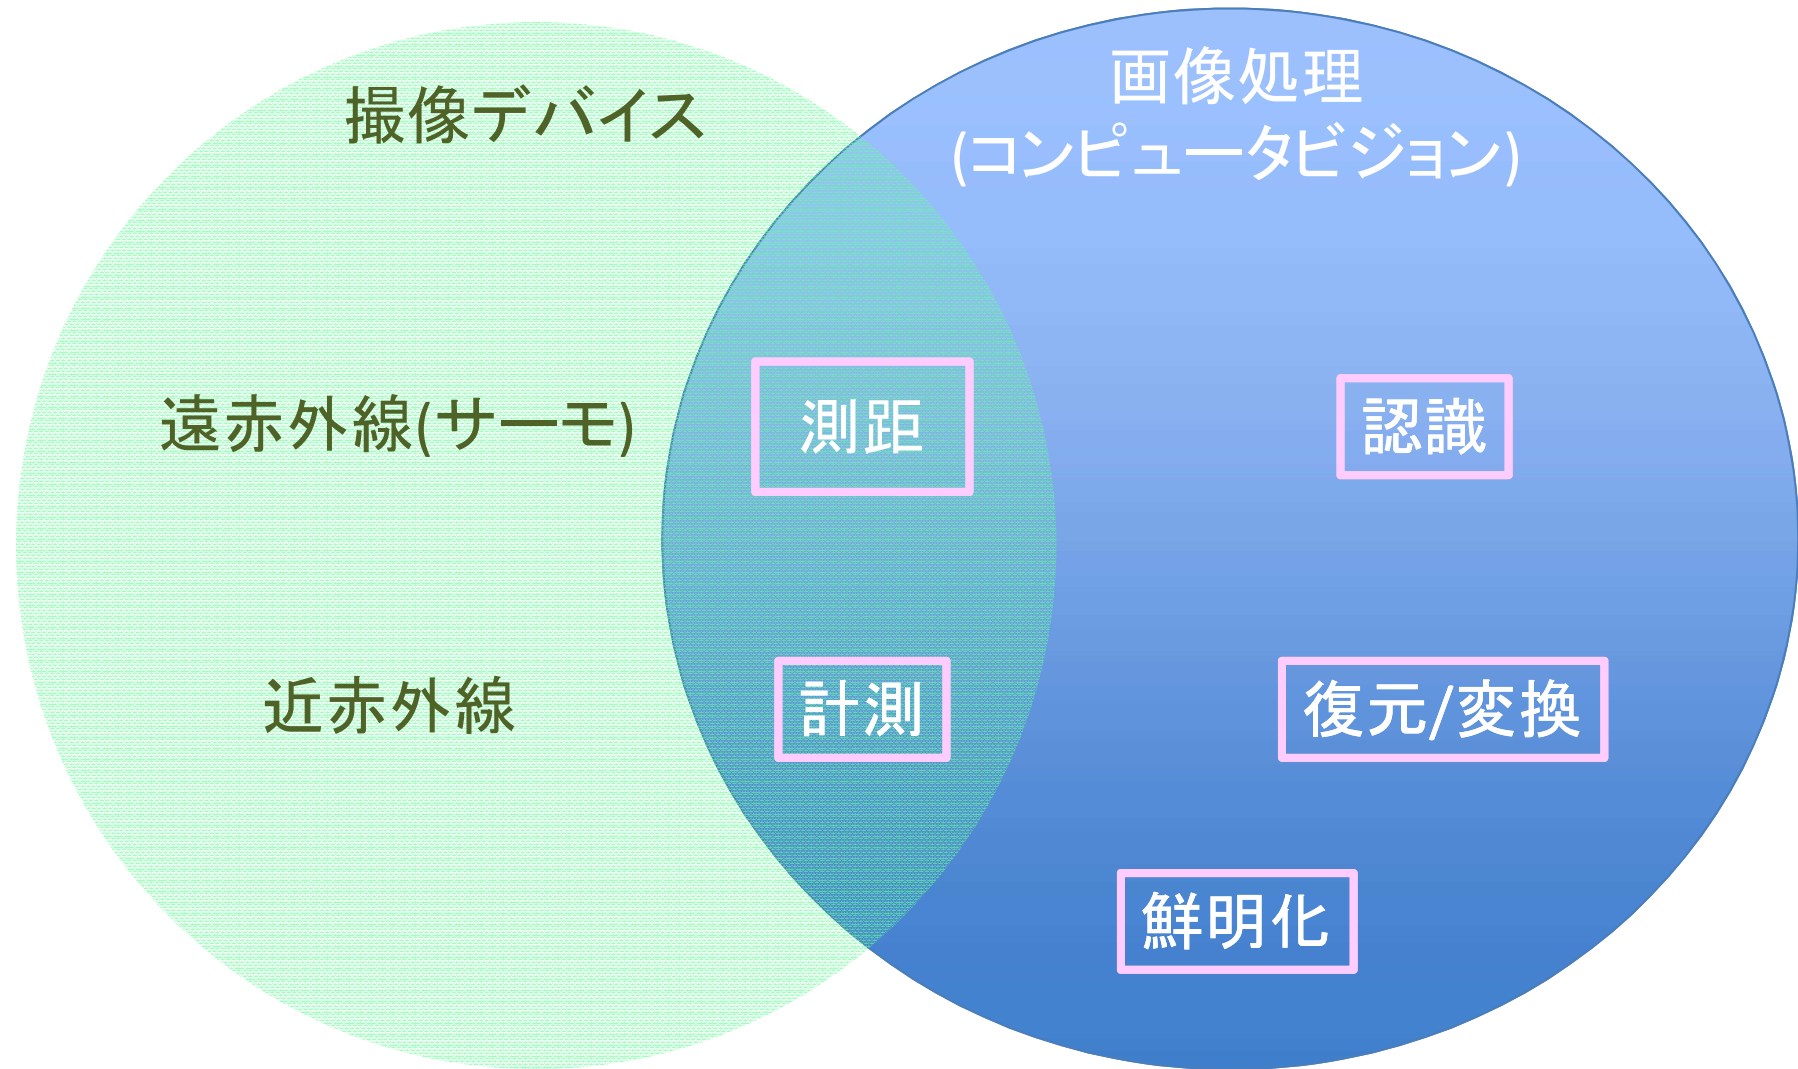 撮像デバイス
画像処理
(コンピュータビジョン)
遠赤外線(サーモ)
測距
認識
近赤外線
計測
復元/変換
鮮明化